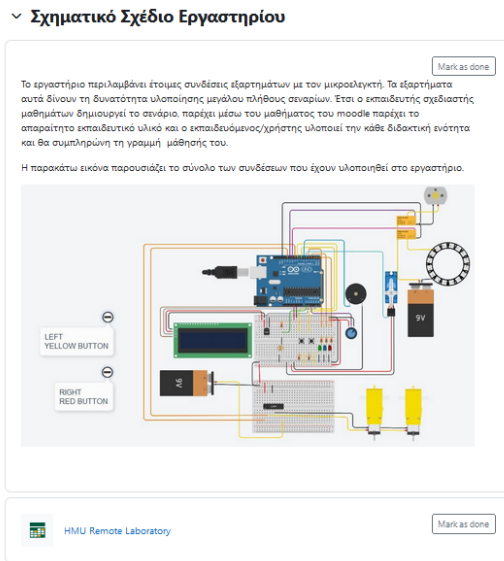 Σχηματικό Σχέδιο Εργαστηρίου
Mark as done
Το εργαστήριο περιλαμβάνει έτοιμες συνδέσεις εξαρτημάτων με τον μικροελεγκτή. Τα εξαρτήματα
αυτά δίνουν τη δυνατότητα υλοποίησης μεγάλου πλήθους σεναρίων. Έτσι ο εκπαιδευτής σχεδιαστής
μαθημάτων δημιουργεί το σενάριο, παρέχει μέσω του μαθήματος του moodle παρέχει το
απαραίτητο εκπαιδευτικό υλικό και ο εκπαιδευόμενος/χρήστης υλοποιεί την κάθε διδακτική ενότητα
και θα συμπληρώνη τη γραμμή μάθησής του.
Η παρακάτω εικόνα παρουσιάζει το σύνολο των συνδέσεων που έχουν υλοποιηθεί στο εργαστήριο.
LEFT
YELLOW BUTTON
RIGHT
RED BUTTON
9V
9V
HMU Remote Laboratory
Mark as done